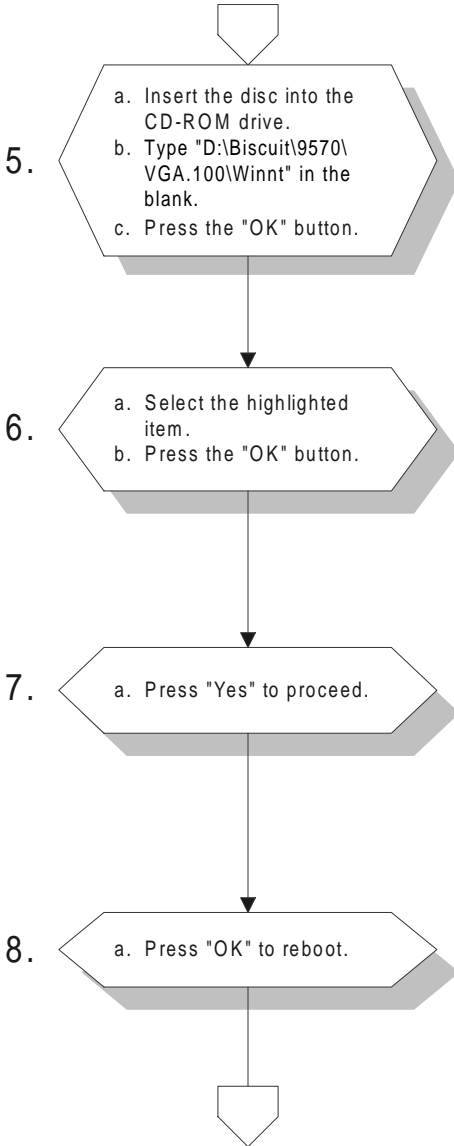 5.
a. Insert the disc into the
CD-ROM drive.
b. Type "D:\Biscuit\9570\
VGA.100\Winnt" in the
blank.
c. Press the "OK" button.
6.
a. Select the highlighted
item.
b. Press the "OK" button.
7.
a. Press "Yes" to proceed.
8.
a. Press "OK" to reboot.